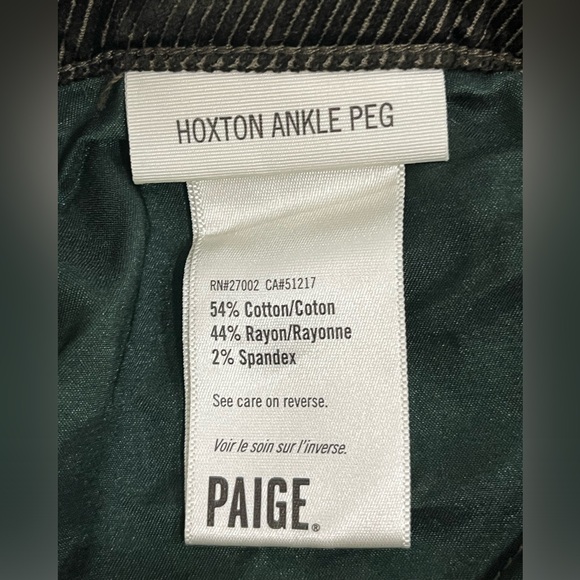 HOXTON ANKLE PEG
RN#27002 CA#51217
54% Cotton/Coton
44% Rayon/Rayonne
2% Spandex
See care on reverse.
Voir le soin sur l'inverse.
PAIGE®